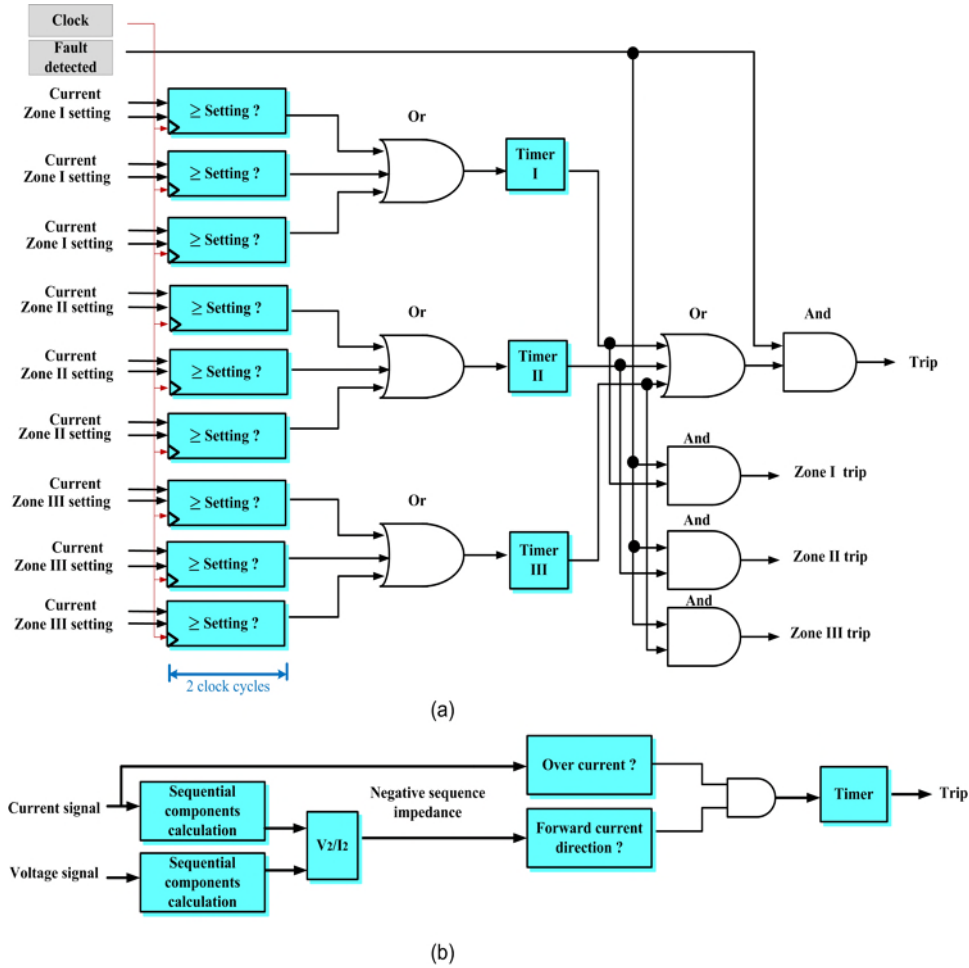 Clock
Fault
detected
Current
Zone I setting
≥ Setting ?
Or
Timer
I
Current
Zone I setting
≥ Setting ?
Current
Zone I setting
≥ Setting ?
Current
Zone II setting
≥ Setting ?
Or
Timer
II
Or
And
Trip
Current
Zone II setting
≥ Setting ?
Current
Zone II setting
≥ Setting ?
And
Zone I trip
Current
Zone III setting
≥ Setting ?
Or
Timer
III
And
Zone II trip
Current
Zone III setting
≥ Setting ?
Current
Zone III setting
≥ Setting ?
And
Zone III trip
2 clock cycles
(a)
Current signal
Sequential
components
calculation
Voltage signal
Sequential
components
calculation
V2/I2
Negative sequence
impedance
Over current ?
Forward current
direction ?
Timer
Trip
(b)